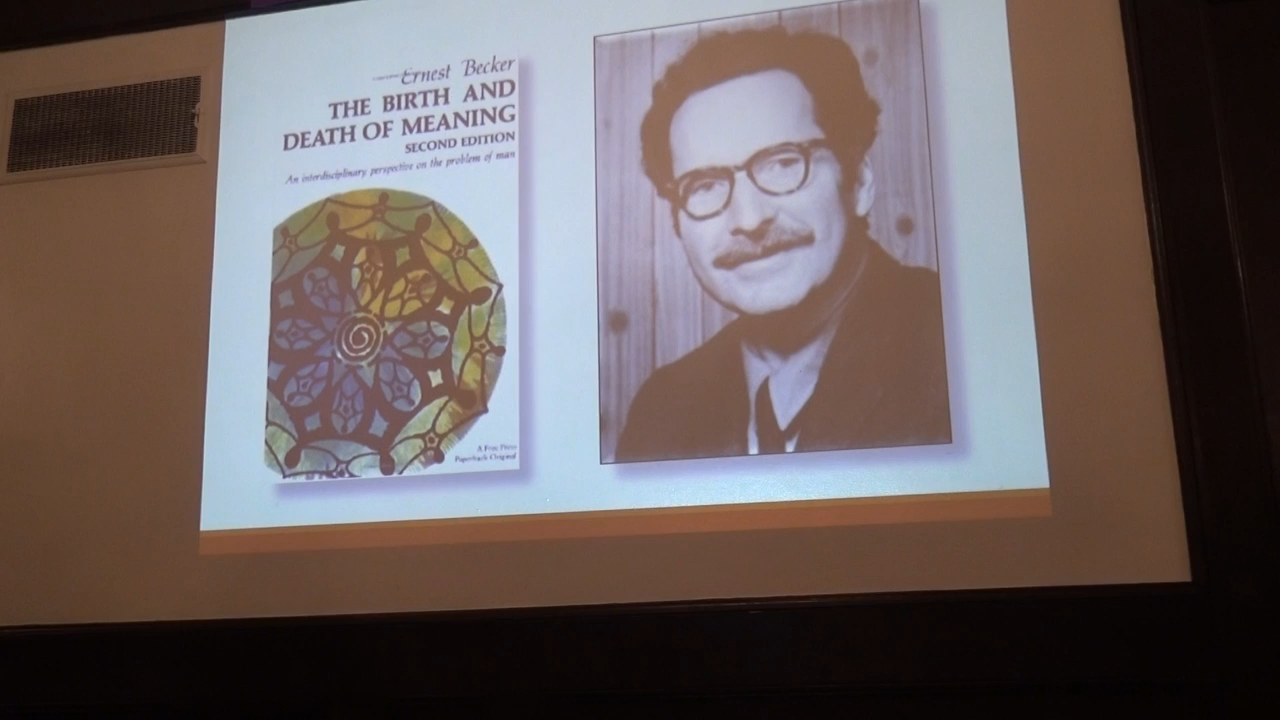 Ernest Becker
THE BIRTH AND
DEATH OF MEANING
SECOND EDITION
An interdisciplinary perspective on the problem of man
A Free Press
Paperback Original